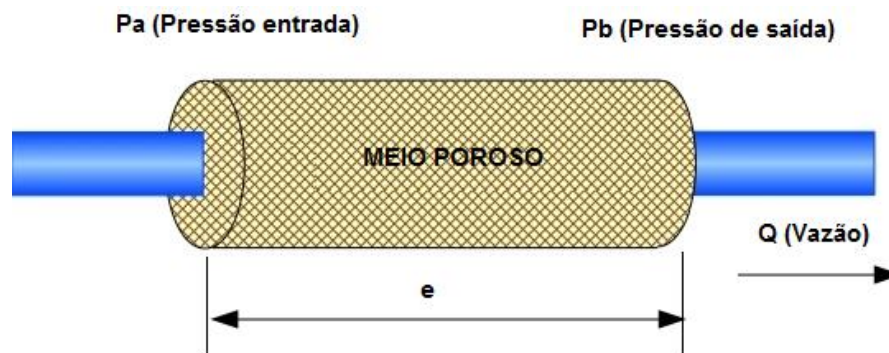 Pa (Pressão entrada)
Pb (Pressão de saída)
MEIO POROSO
Q (Vazão)
e